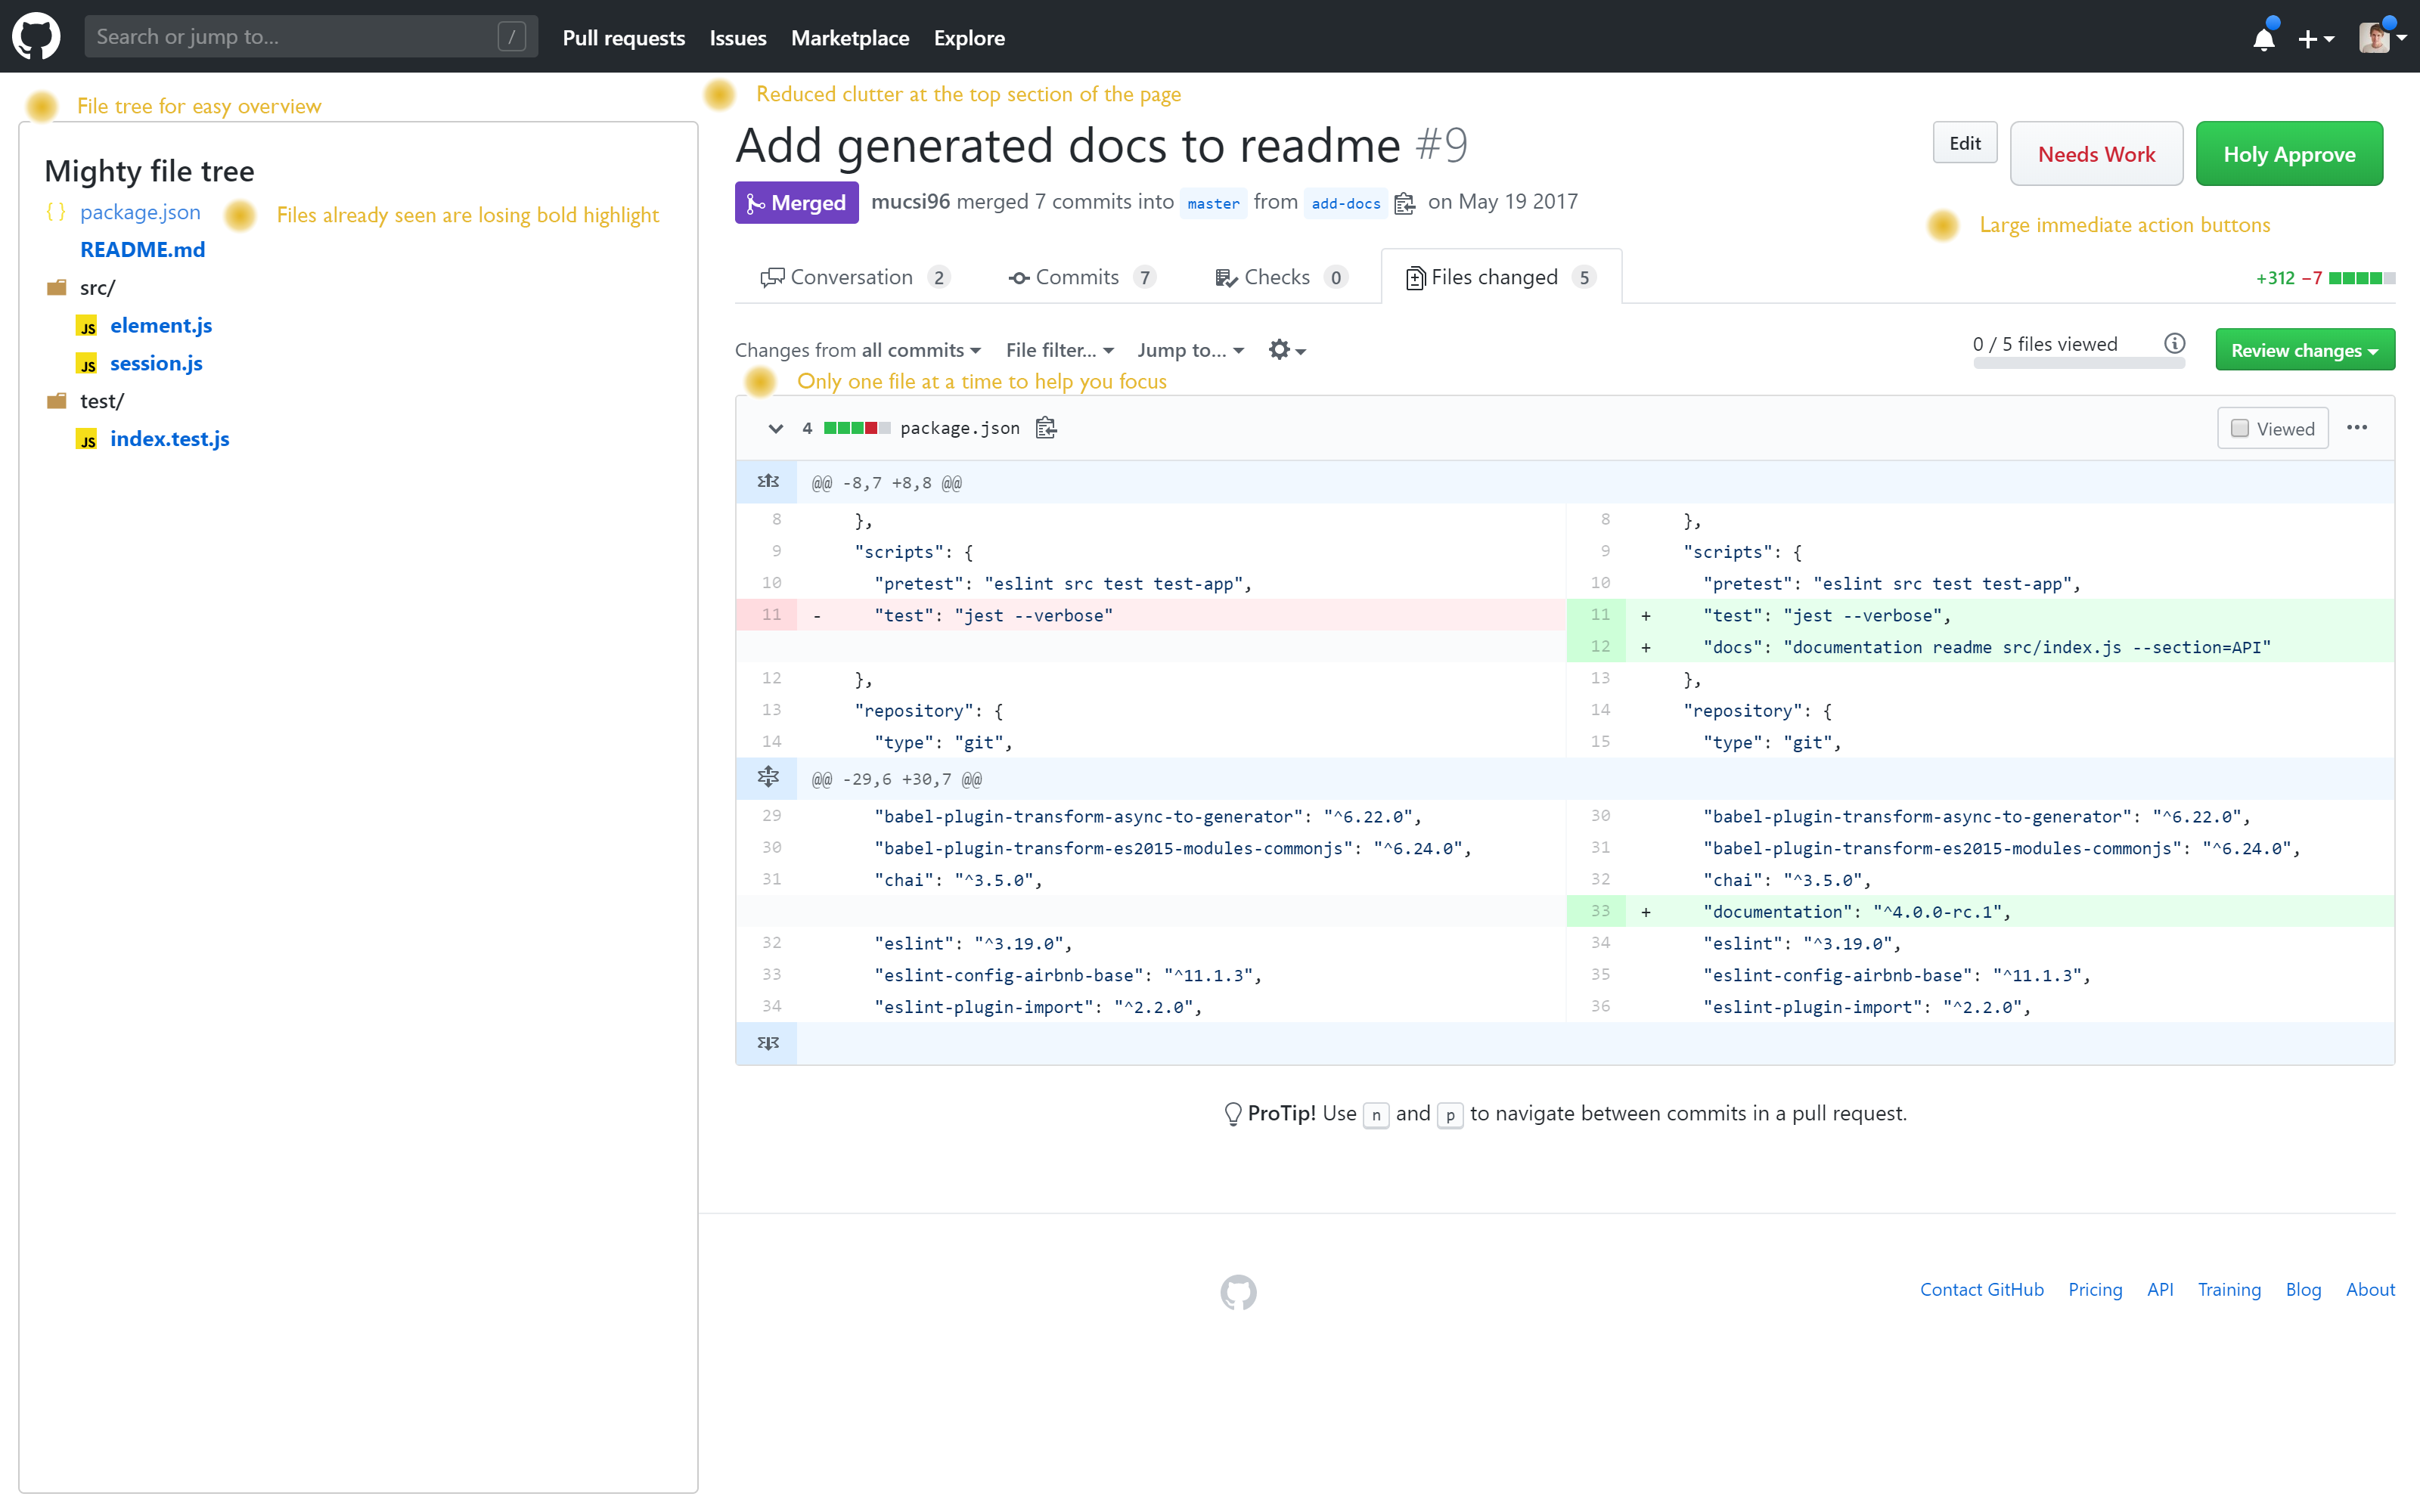 Search or jump to... /
Pull requests Issues Marketplace Explore
File tree for easy overview
Reduced clutter at the top section of the page
Mighty file tree
{ } package.json
Files already seen are losing bold highlight
README.md
src/
JS element.js
JS session.js
test/
JS index.test.js
Add generated docs to readme #9
Edit
Needs Work
Holy Approve
Merged mucsi96 merged 7 commits into master from add-docs on May 19 2017
Large immediate action buttons
Conversation 2 Commits 7 Checks 0 Files changed 5
+312 −7
Changes from all commits File filter... Jump to...
0 / 5 files viewed
Review changes
Only one file at a time to help you focus
4 package.json
Viewed
@@ -8,7 +8,8 @@
8 }, 8 },
9 "scripts": { 9 "scripts": {
10 "pretest": "eslint src test test-app", 10 "pretest": "eslint src test test-app",
11 - "test": "jest --verbose" 11 + "test": "jest --verbose",
12 + "docs": "documentation readme src/index.js --section=API"
12 }, 13 },
13 "repository": { 14 "repository": {
14 "type": "git", 15 "type": "git",
@@ -29,6 +30,7 @@
29 "babel-plugin-transform-async-to-generator": "^6.22.0", 30 "babel-plugin-transform-async-to-generator": "^6.22.0",
30 "babel-plugin-transform-es2015-modules-commonjs": "^6.24.0", 31 "babel-plugin-transform-es2015-modules-commonjs": "^6.24.0",
31 "chai": "^3.5.0", 32 "chai": "^3.5.0",
33 + "documentation": "^4.0.0-rc.1",
32 "eslint": "^3.19.0", 34 "eslint": "^3.19.0",
33 "eslint-config-airbnb-base": "^11.1.3", 35 "eslint-config-airbnb-base": "^11.1.3",
34 "eslint-plugin-import": "^2.2.0", 36 "eslint-plugin-import": "^2.2.0",
ProTip! Use n and p to navigate between commits in a pull request.
Contact GitHub Pricing API Training Blog About